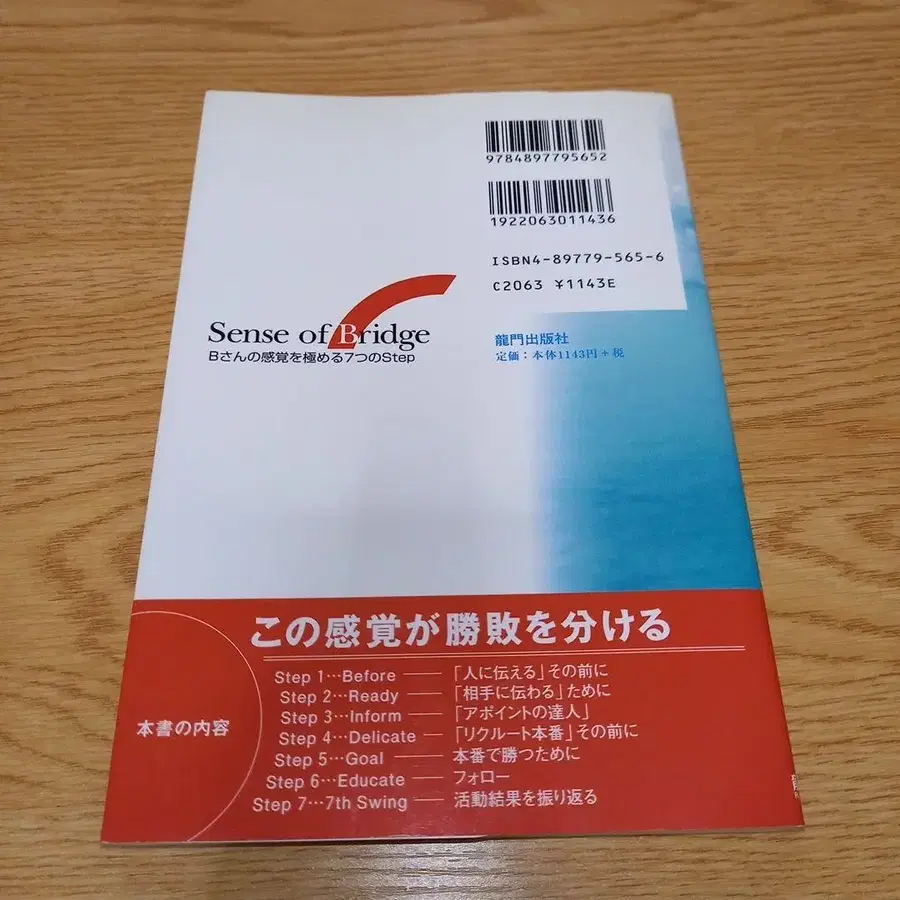 9784897795652
1922063011436
ISBN4-89779-565-6
C2063 ¥1143E
Sense of Bridge
Bさんの感覚を極める7つのStep
龍門出版社
定価：本体1143円＋税
この感覚が勝敗を分ける
本書の内容
Step 1…Before ── 「人に伝える」その前に
Step 2…Ready ── 「相手に伝わる」ために
Step 3…Inform ── 「アポイントの達人」
Step 4…Delicate ── 「リクルート本番」その前に
Step 5…Goal ── 本番で勝つために
Step 6…Educate ── フォロー
Step 7…7th Swing ── 活動結果を振り返る